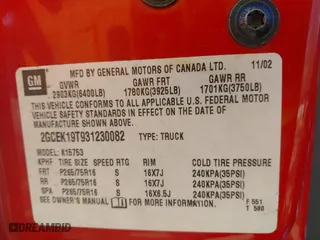 GM
MFD BY GENERAL MOTORS OF CANADA LTD. 11/02
GVWR GAWR FRT GAWR RR
2903KG(6400LB) 1780KG(3925LB) 1701KG(3750LB)
THIS VEHICLE CONFORMS TO ALL APPLICABLE U.S. FEDERAL MOTOR
VEHICLE SAFETY STANDARDS IN EFFECT ON THE DATE OF
MANUFACTURE SHOWN ABOVE.
2GCEK19T931230082 TYPE: TRUCK
MODEL: K15753
KPHF TIRE SIZE SPEED RTG RIM COLD TIRE PRESSURE
FRT P265/75R16 S 16X7J 240KPA(35PSI)
RR P265/75R16 S 16X7J 240KPA(35PSI)
SPA P265/75R16 S 16X6.5J 240KPA(35PSI)
SEE OWNER'S MANUAL FOR MORE INFORMATION.
F 551
T 580
DREAMBID